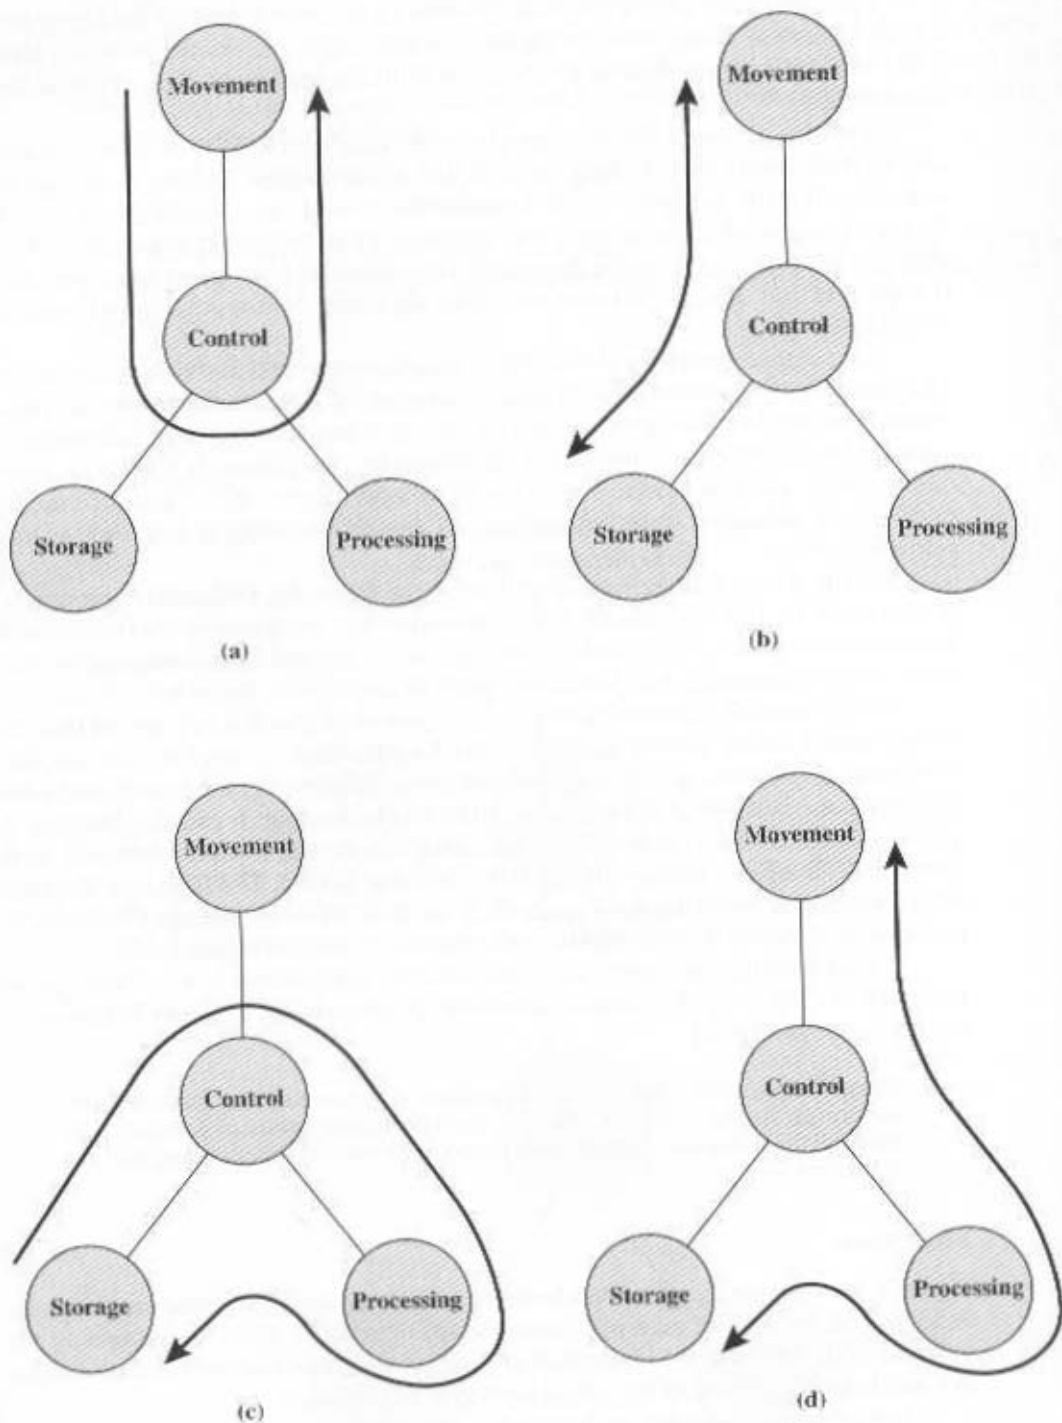 Movement
Control
Storage
Processing
(a)
Movement
Control
Storage
Processing
(b)
Movement
Control
Storage
Processing
(c)
Movement
Control
Storage
Processing
(d)